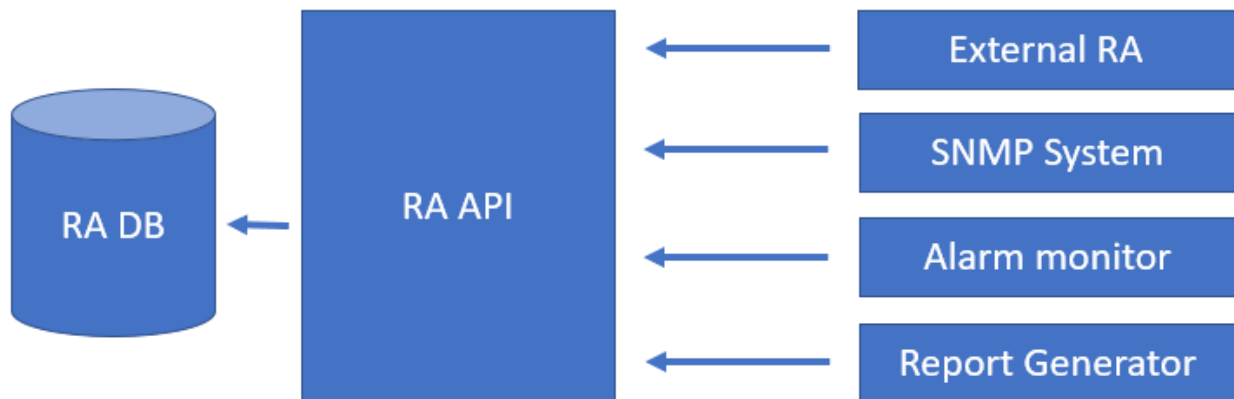 RA DB
RA API
External RA
SNMP System
Alarm monitor
Report Generator